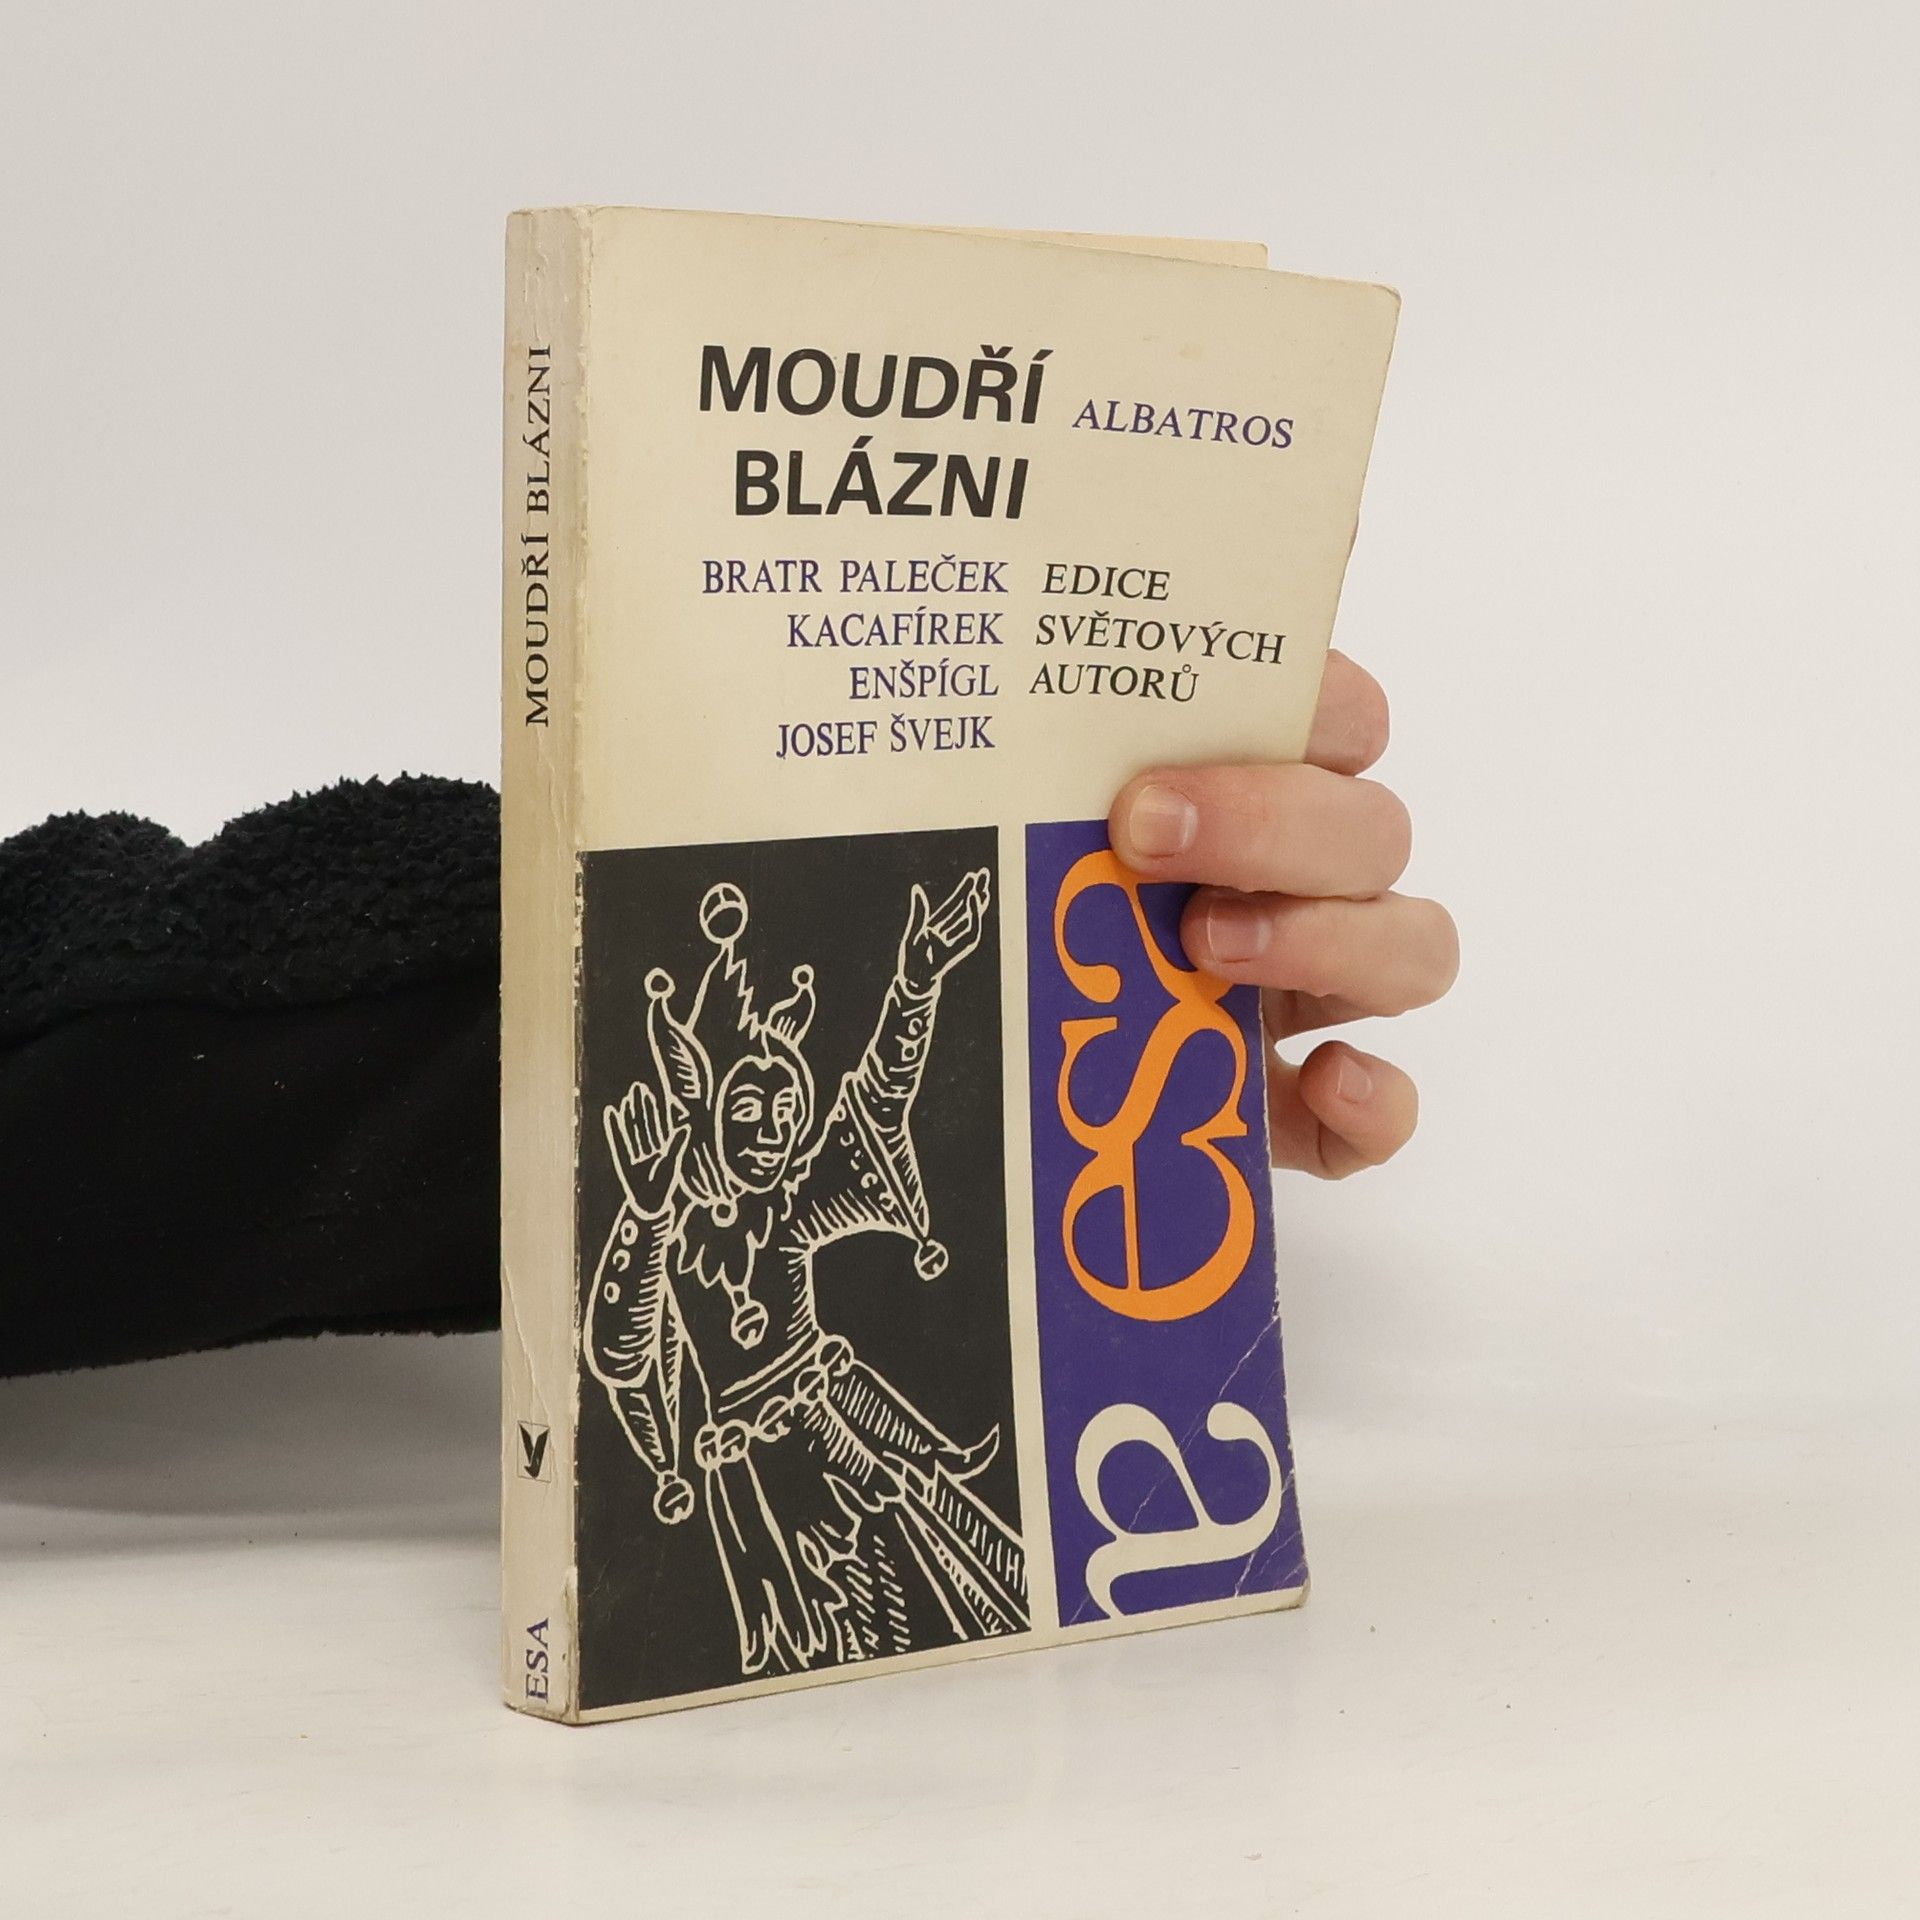 MOUDŘÍ BLÁZNI
ESA
MOUDŘÍ
BLÁZNI
ALBATROS
BRATR PALEČEK
KACAFÍREK
ENŠPÍGL
JOSEF ŠVEJK
EDICE
SVĚTOVÝCH
AUTORŮ
a esa